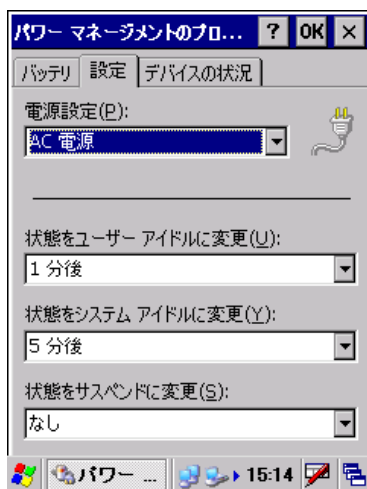 パワー マネージメントのプロ... ? OK ×
バッテリ 設定 デバイスの状況
電源設定(P):
AC 電源
状態をユーザー アイドルに変更(U):
1 分後
状態をシステム アイドルに変更(Y):
5 分後
状態をサスペンドに変更(S):
なし
パワー ... 15:14